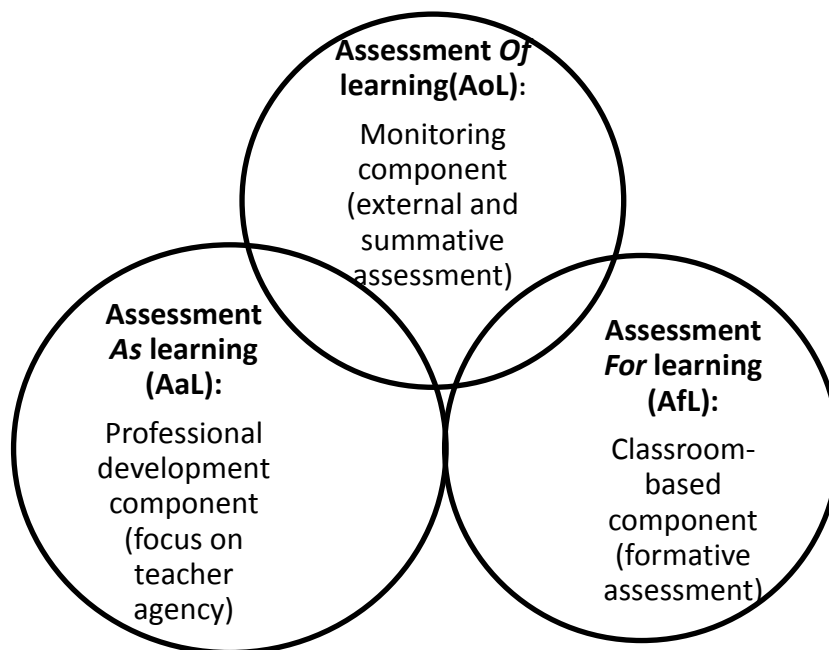 Assessment Of
learning(AoL):
Monitoring
component
(external and
summative
assessment)
Assessment
As learning
(AaL):
Professional
development
component
(focus on
teacher
agency)
Assessment
For learning
(AfL):
Classroom-
based
component
(formative
assessment)